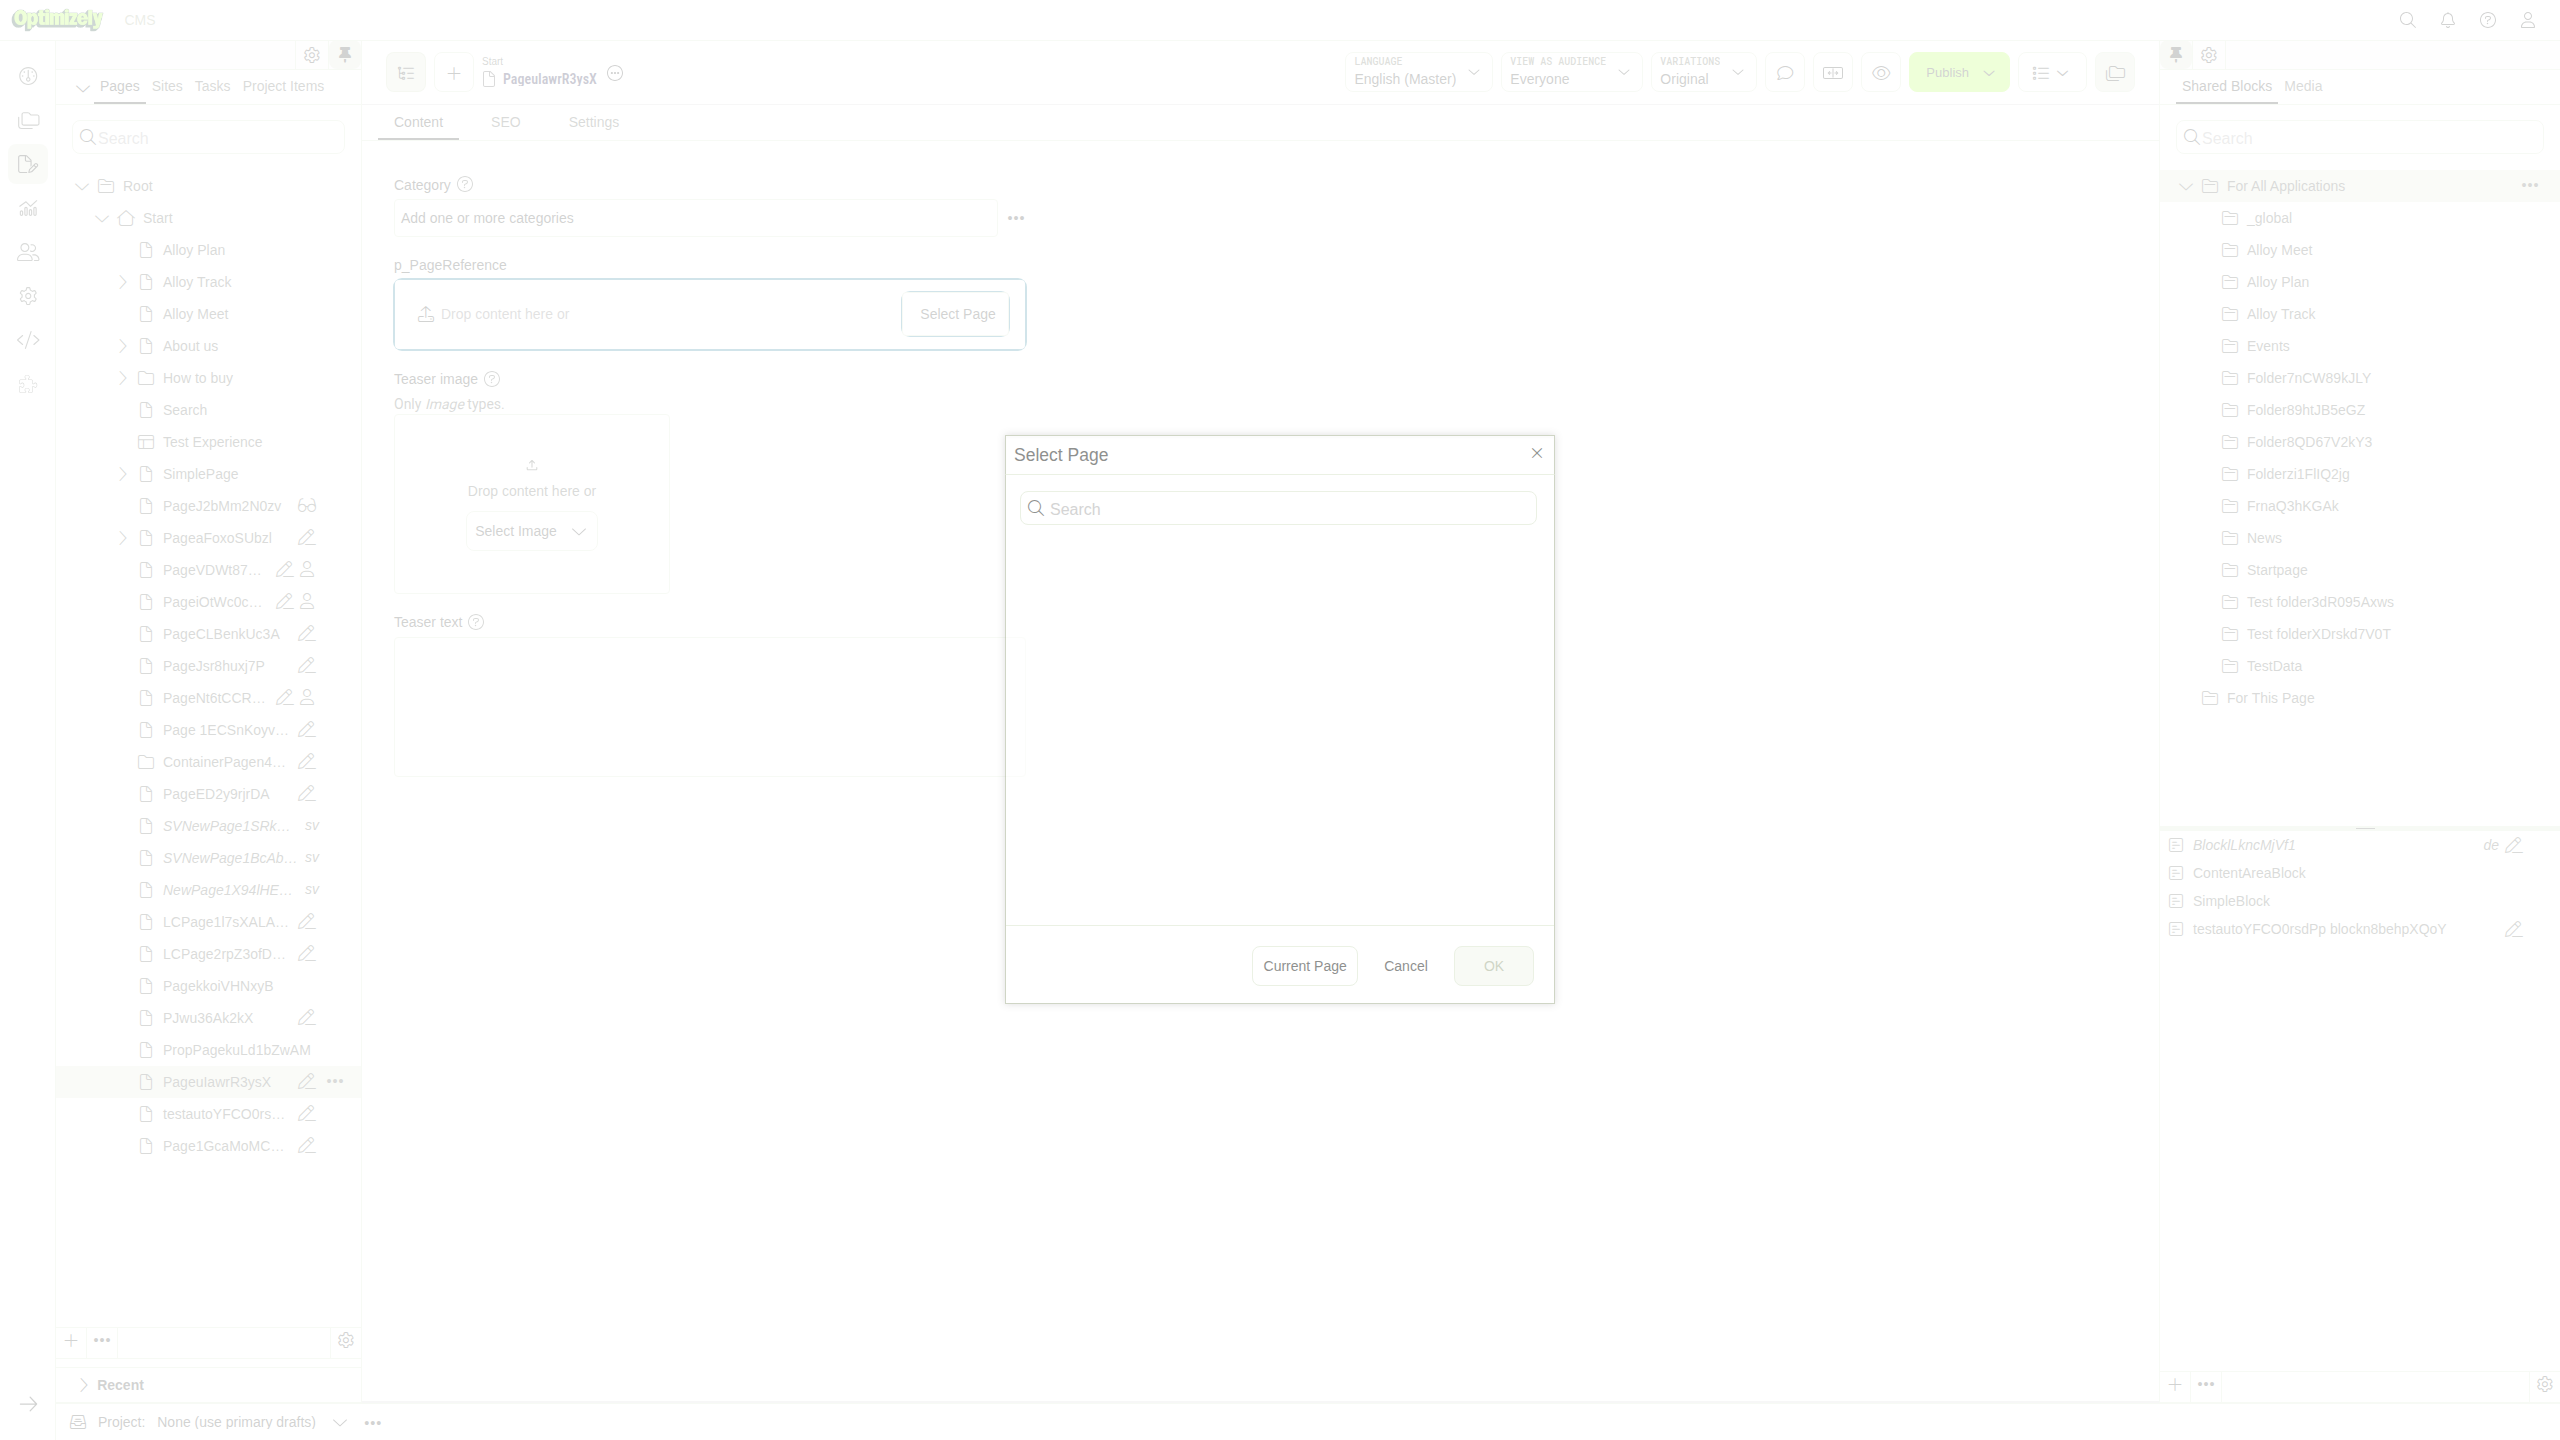 Optimizely CMS
Pages Sites Tasks Project Items
Search
Root
Start
Alloy Plan
Alloy Track
Alloy Meet
About us
How to buy
Search
Test Experience
SimplePage
PageJ2bMm2N0zv
PageaFoxoSUbzl
PageVDWt87...
PageiOtWc0c...
PageCLBenkUc3A
PageJsr8huxj7P
PageNt6tCCR...
Page 1ECSnKoyv...
ContainerPagen4...
PageED2y9rjrDA
SVNewPage1SRk... sv
SVNewPage1BcAb... sv
NewPage1X94lHE... sv
LCPage1l7sXALA...
LCPage2rpZ3ofD...
PagekkoiVHNxyB
PJwu36Ak2kX
PropPagekuLd1bZwAM
PageulawrR3ysX
testautoYFCO0rs...
Page1GcaMoMC...
Recent
Project: None (use primary drafts)
Start
PageulawrR3ysX
LANGUAGE
English (Master)
VIEW AS AUDIENCE
Everyone
VARIATIONS
Original
Publish
Content SEO Settings
Category
Add one or more categories
p_PageReference
Drop content here or Select Page
Teaser image
Only Image types.
Drop content here or
Select Image
Teaser text
Select Page
Search
Current Page Cancel OK
Shared Blocks Media
Search
For All Applications
_global
Alloy Meet
Alloy Plan
Alloy Track
Events
Folder7nCW89kJLY
Folder89htJB5eGZ
Folder8QD67V2kY3
Folderzi1FlIQ2jg
FrnaQ3hKGAk
News
Startpage
Test folder3dR095Axws
Test folderXDrskd7V0T
TestData
For This Page
BlocklLkncMjVf1 de
ContentAreaBlock
SimpleBlock
testautoYFCO0rsdPp blockn8behpXQoY